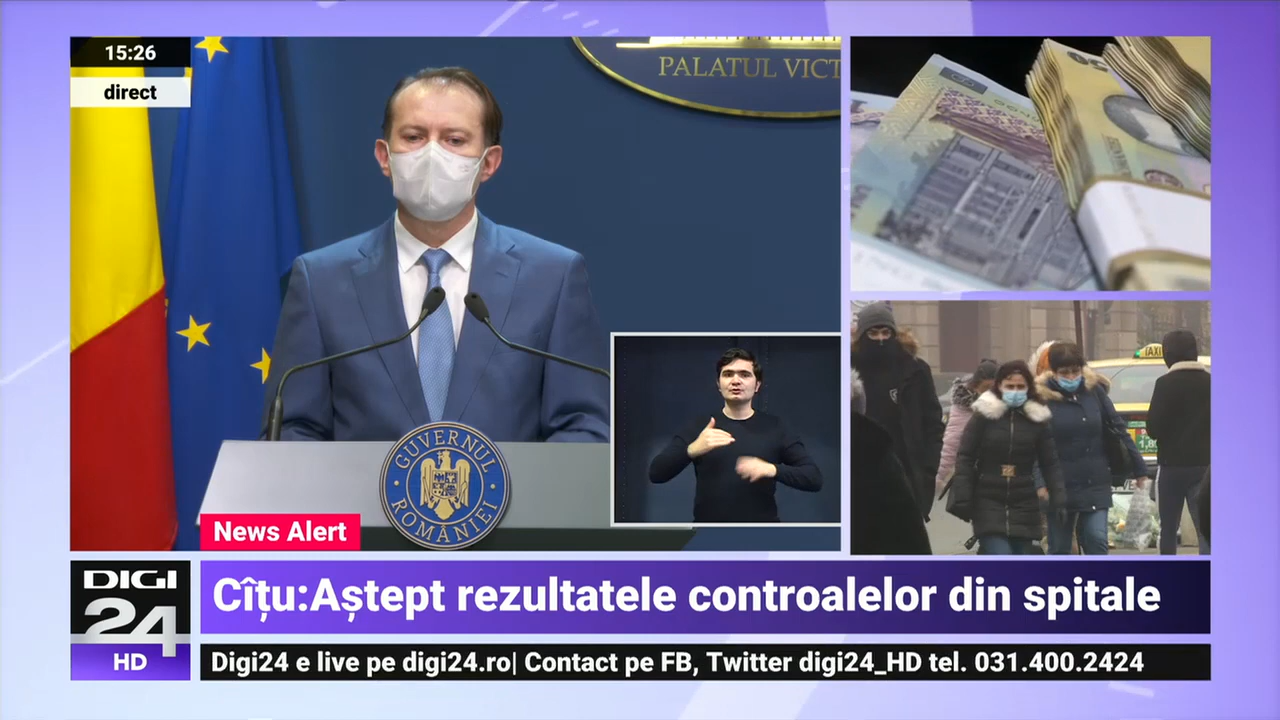 15:26
direct
PALATUL VICT
GUVERNUL
ROMÂNIEI
TAXI
News Alert
DIGI
24
HD
Cîțu:Aștept rezultatele controalelor din spitale
Digi24 e live pe digi24.ro| Contact pe FB, Twitter digi24_HD tel. 031.400.2424